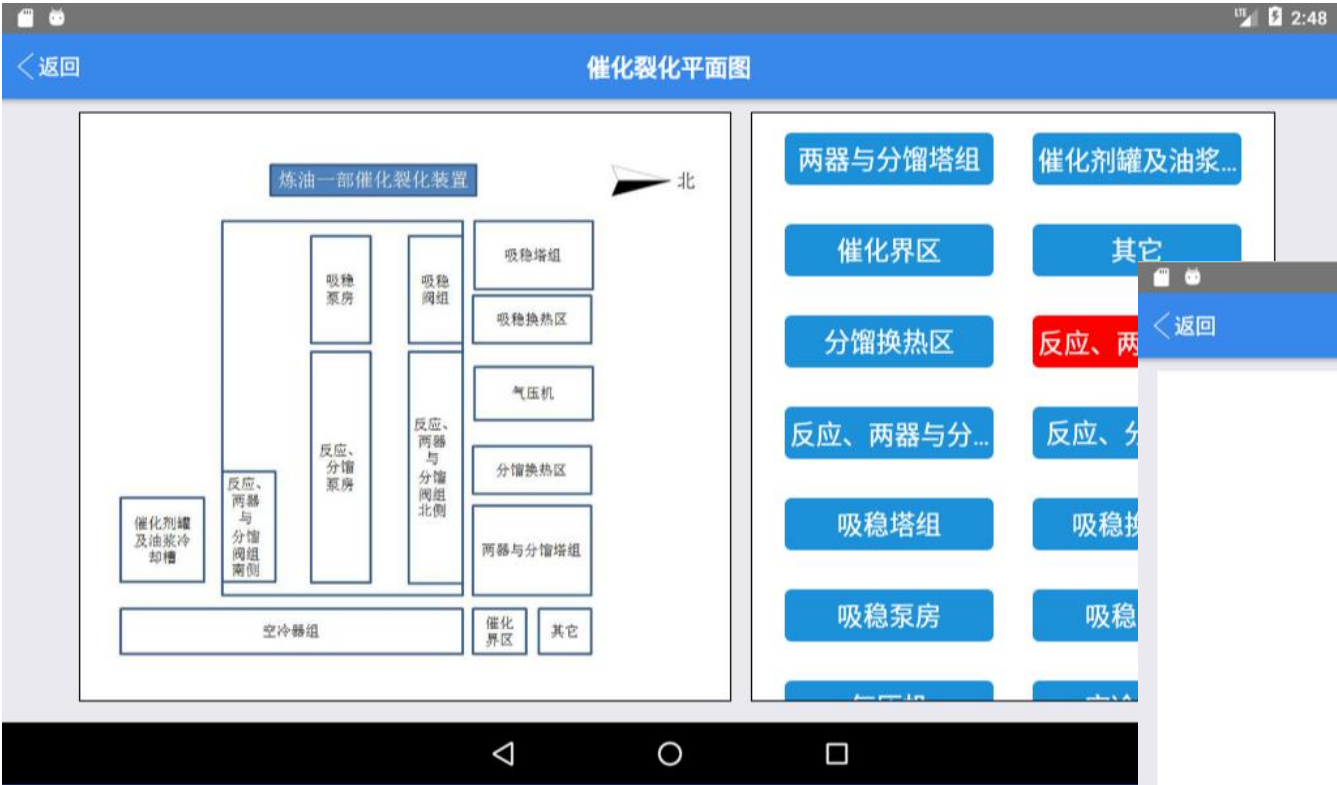 LTE 2:48
返回
催化裂化平面图
炼油一部催化裂化装置
北
吸稳塔组
吸稳
泵房
吸稳
阀组
吸稳换热区
气压机
反应、
分馏
泵房
反应、
两器
与
分馏
阀组
北侧
分馏换热区
反应、
两器
与
分馏
阀组
南侧
催化剂罐
及油浆冷
却槽
两器与分馏塔组
空冷器组
催化
界区
其它
两器与分馏塔组
催化剂罐及油浆...
催化界区
其它
分馏换热区
反应、两
反应、两器与分...
反应、分
吸稳塔组
吸稳换
吸稳泵房
吸稳
返回